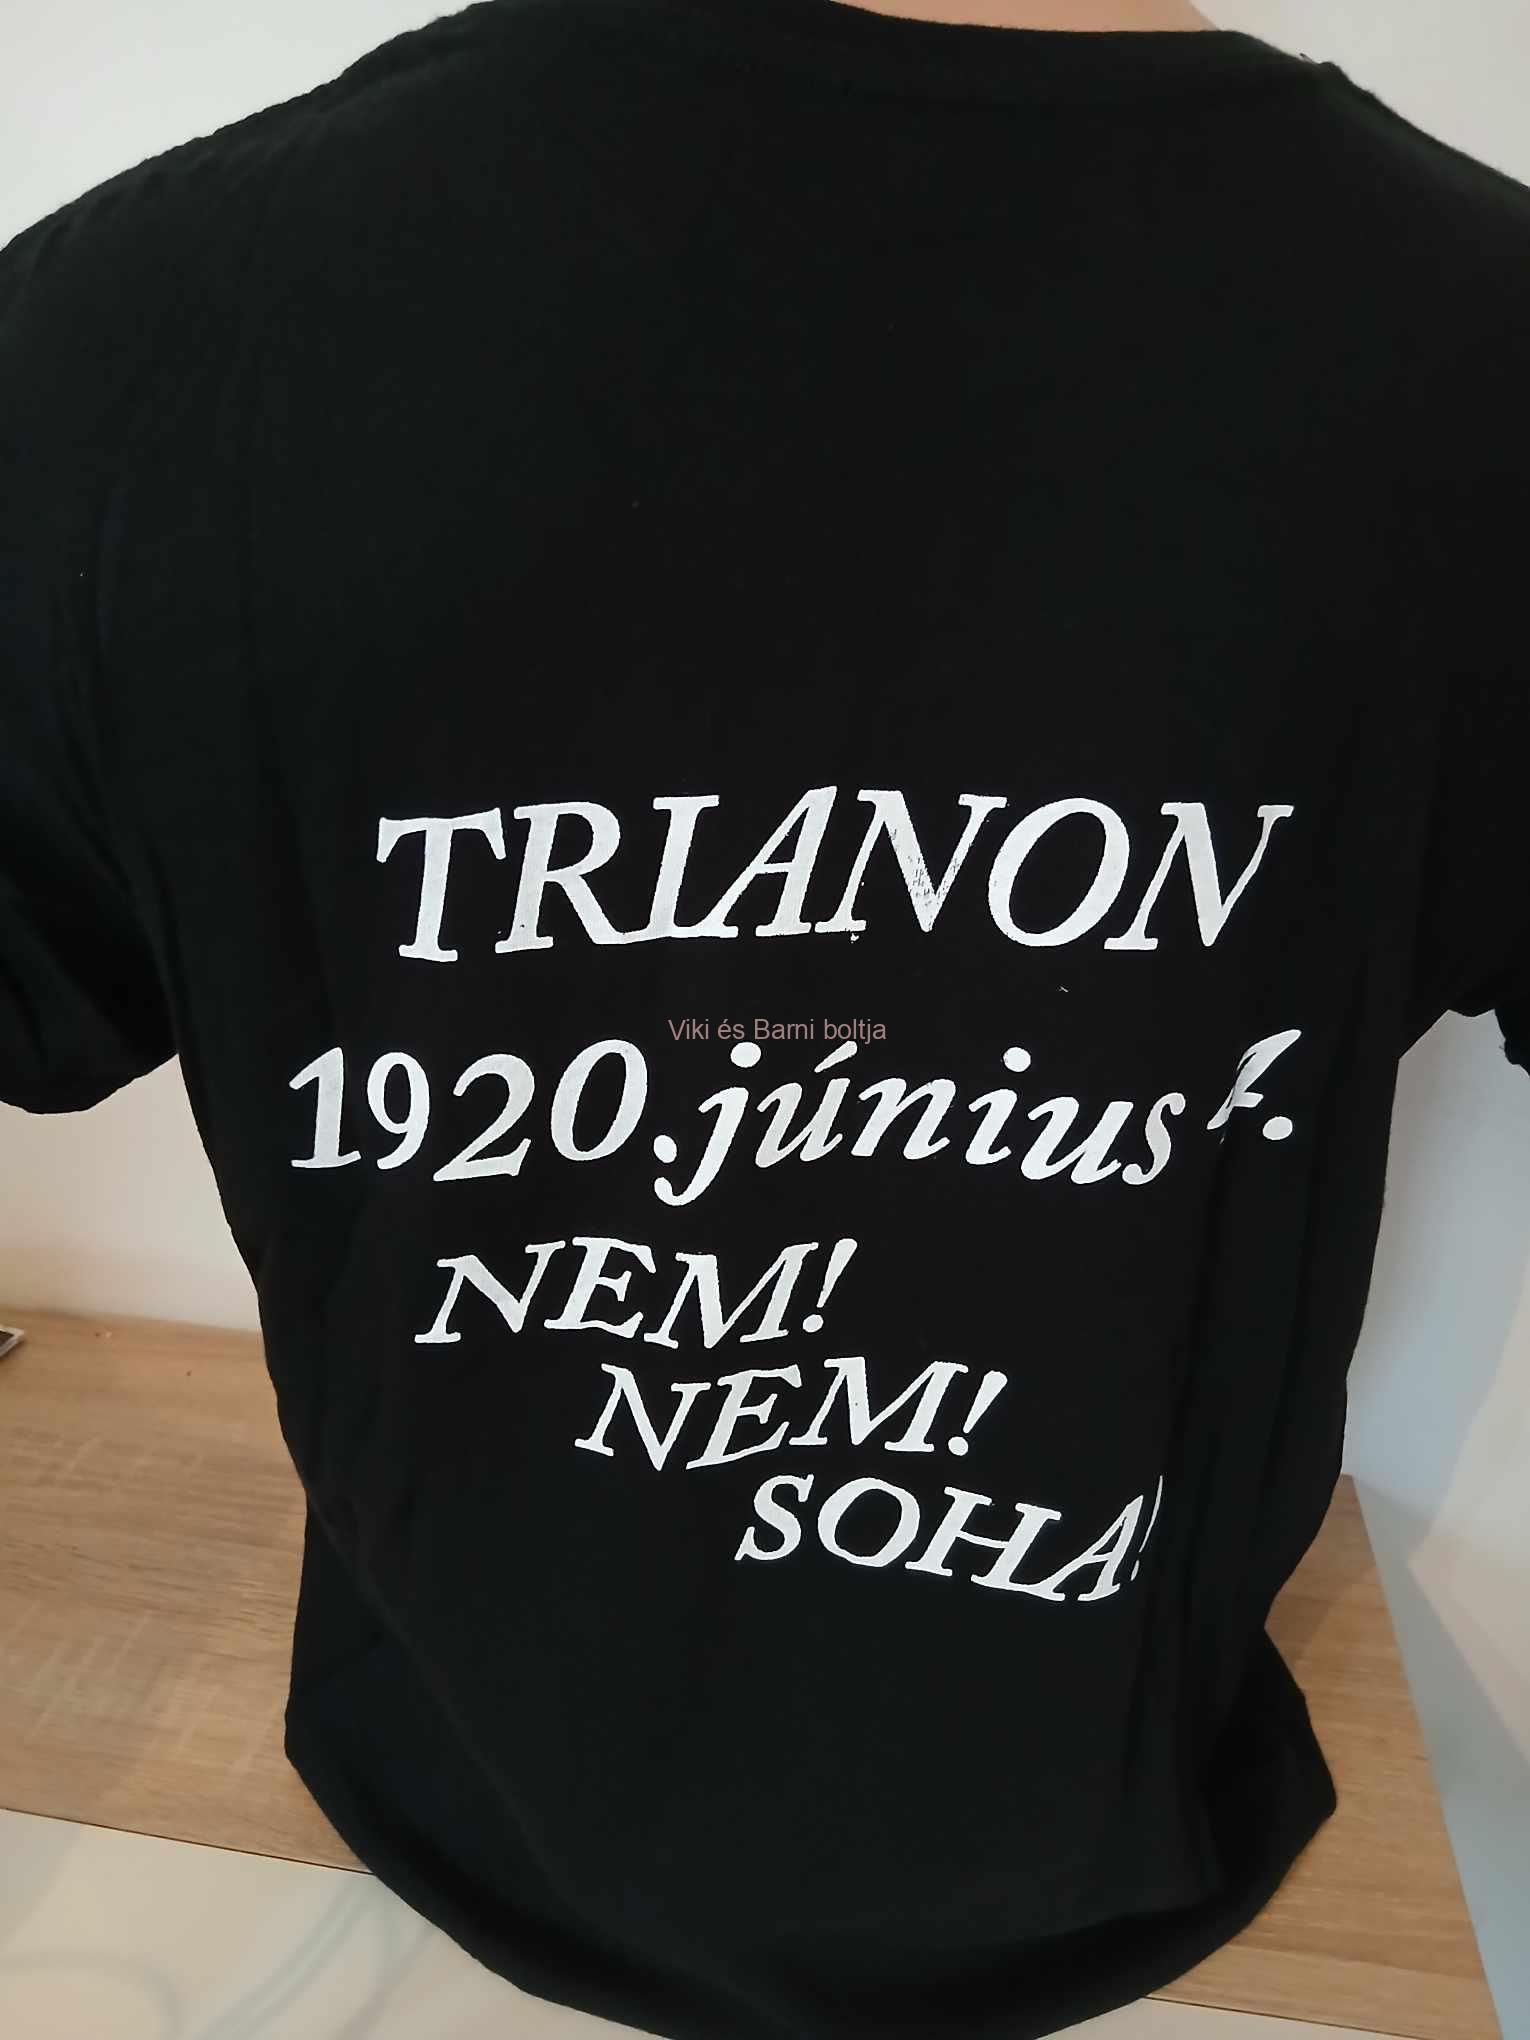 TRIANON
Viki és Barni boltja
1920.június 4.
NEM!
NEM!
SOHA!